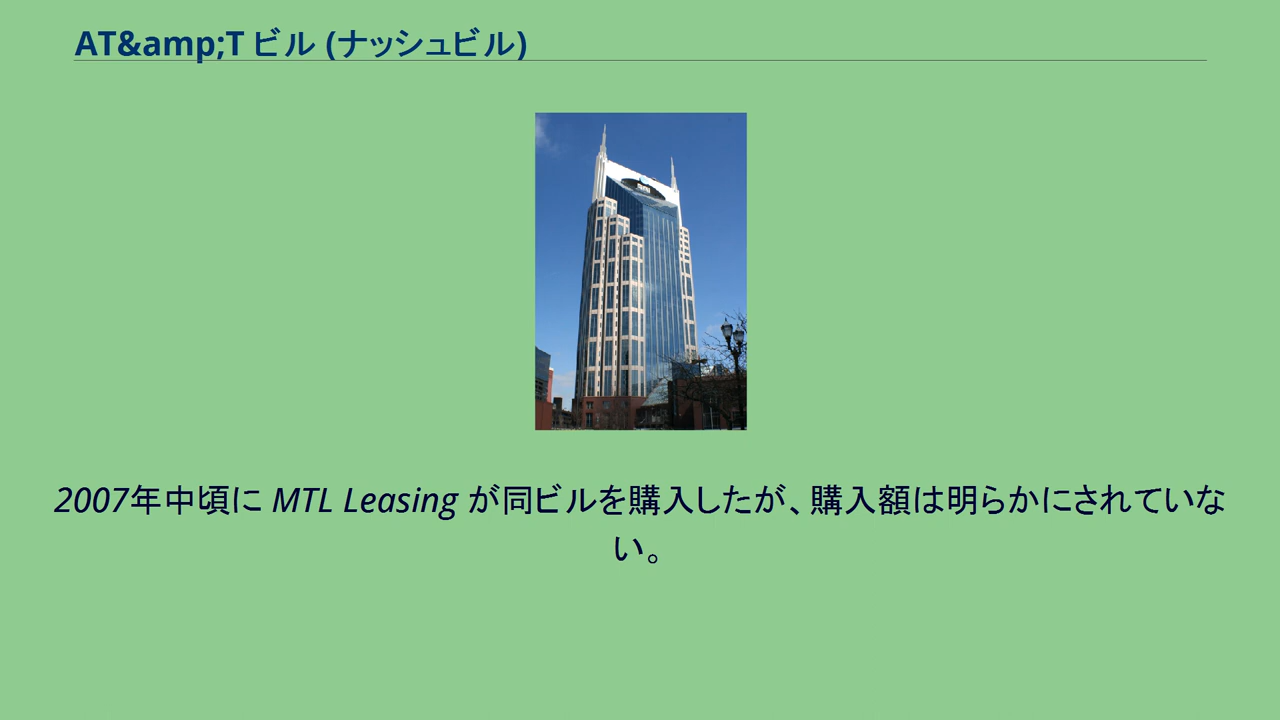 AT&amp;T ビル (ナッシュビル)
2007年中頃に MTL Leasing が同ビルを購入したが、購入額は明らかにされていな
い。